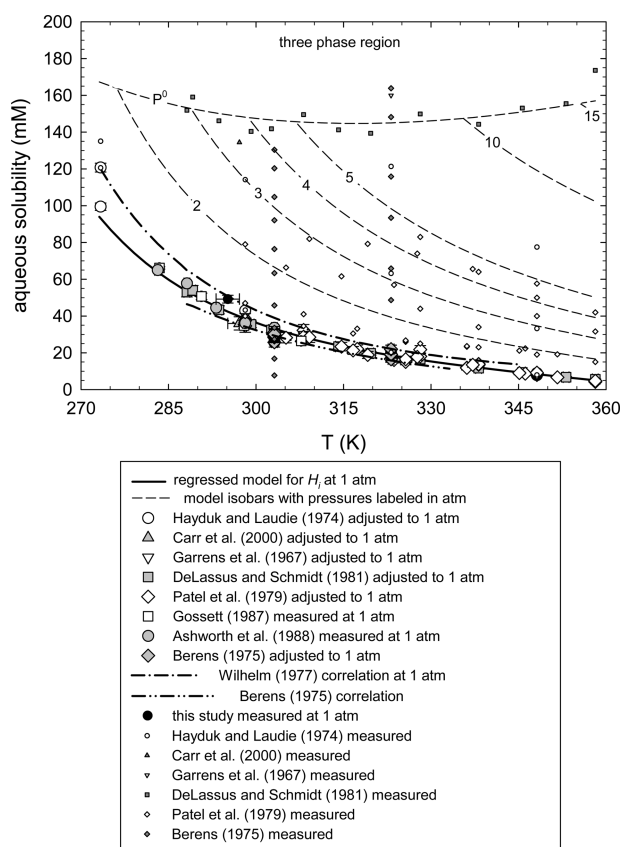 200
180
160
140
120
100
80
60
40
20
0
aqueous solubility (mM)
three phase region
P⁰
2
3
4
5
10
15
270
285
300
315
330
345
360
T (K)
regressed model for Hᵢ at 1 atm
model isobars with pressures labeled in atm
Hayduk and Laudie (1974) adjusted to 1 atm
Carr et al. (2000) adjusted to 1 atm
Garrens et al. (1967) adjusted to 1 atm
DeLassus and Schmidt (1981) adjusted to 1 atm
Patel et al. (1979) adjusted to 1 atm
Gossett (1987) measured at 1 atm
Ashworth et al. (1988) measured at 1 atm
Berens (1975) adjusted to 1 atm
Wilhelm (1977) correlation at 1 atm
Berens (1975) correlation
this study measured at 1 atm
Hayduk and Laudie (1974) measured
Carr et al. (2000) measured
Garrens et al. (1967) measured
DeLassus and Schmidt (1981) measured
Patel et al. (1979) measured
Berens (1975) measured